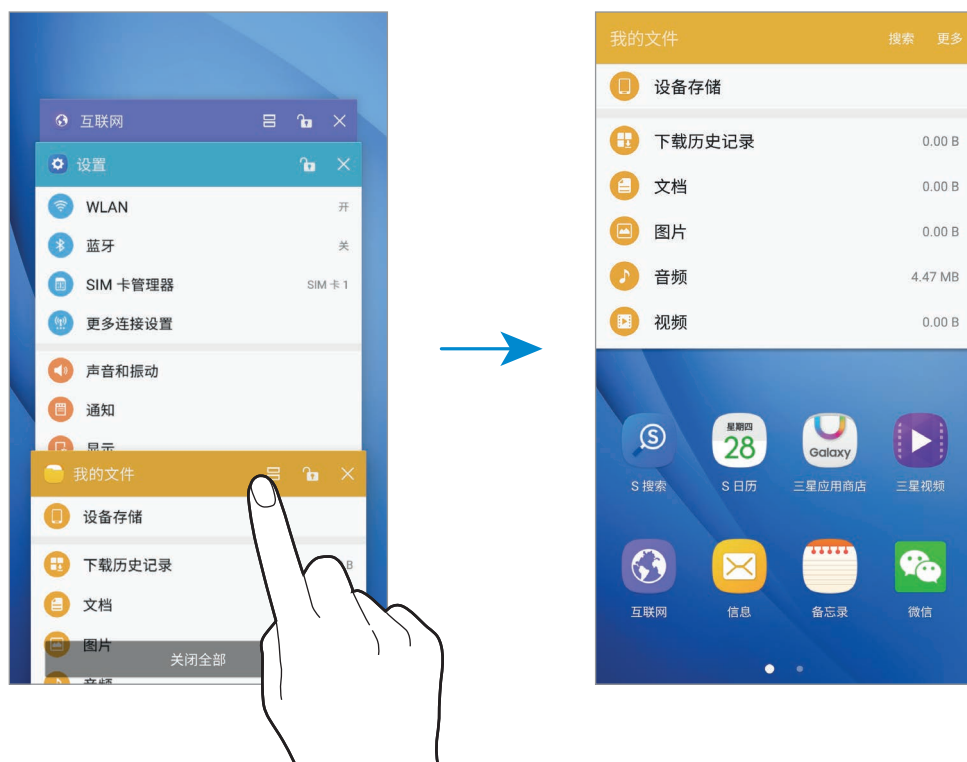 互联网
设置
WLAN 开
蓝牙 关
SIM 卡管理器 SIM 卡 1
更多连接设置
声音和振动
通知
显示
我的文件
设备存储
下载历史记录 B
文档
图片
关闭全部
音频
我的文件 搜索 更多
设备存储
下载历史记录 0.00 B
文档 0.00 B
图片 0.00 B
音频 4.47 MB
视频 0.00 B
S
星期四
28
Galaxy
S 搜索 S 日历 三星应用商店 三星视频
互联网 信息 备忘录 微信